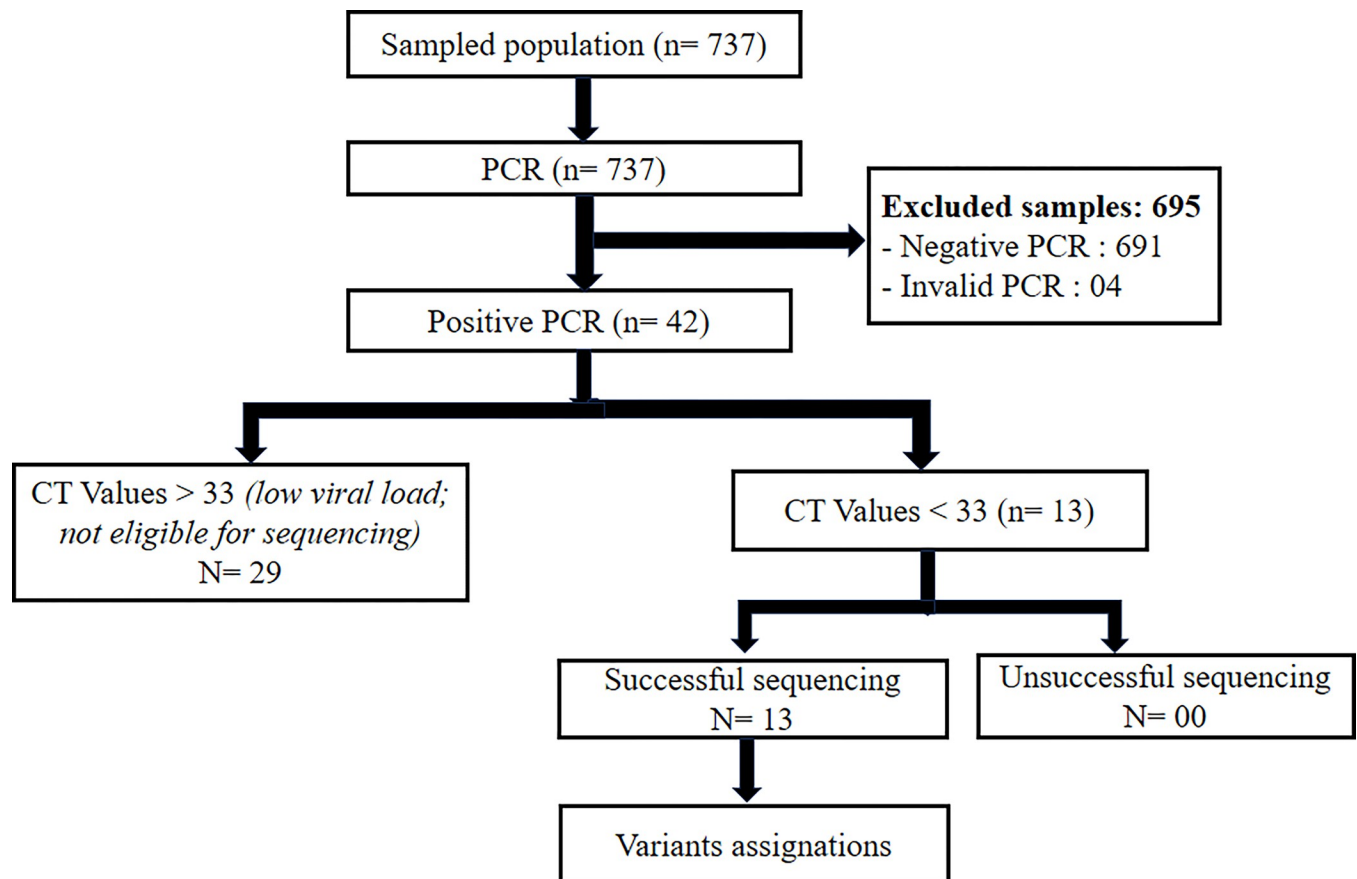 Sampled population (n= 737)
PCR (n= 737)
Excluded samples: 695
- Negative PCR : 691
- Invalid PCR : 04
Positive PCR (n= 42)
CT Values > 33 (low viral load;
not eligible for sequencing)
N= 29
CT Values < 33 (n= 13)
Successful sequencing
N= 13
Unsuccessful sequencing
N= 00
Variants assignations